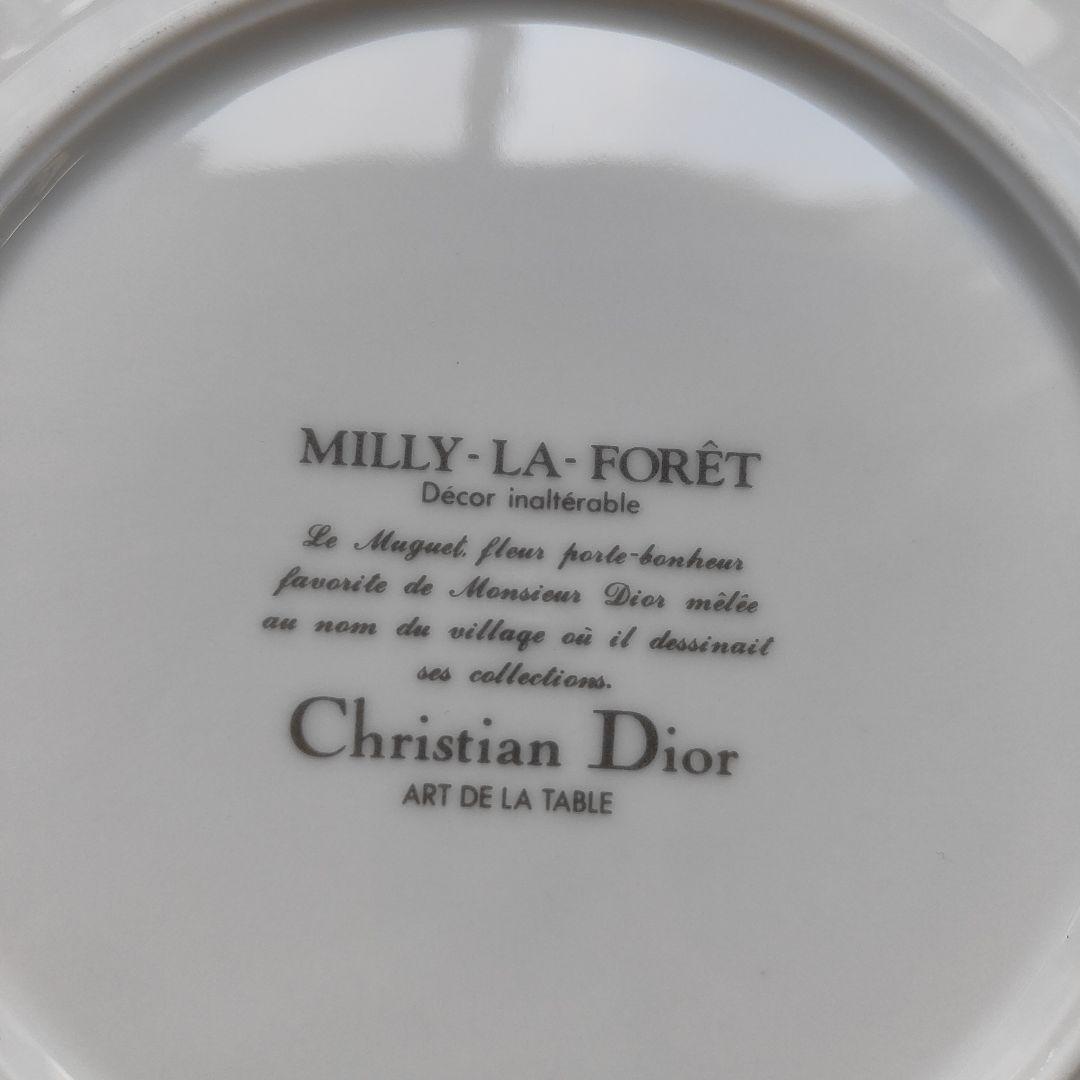 MILLY-LA-FORÊT
Décor inaltérable
Le Muguet, fleur porte-bonheur
favorite de Monsieur Dior mêlée
au nom du village où il dessinait
ses collections.
Christian Dior
ART DE LA TABLE